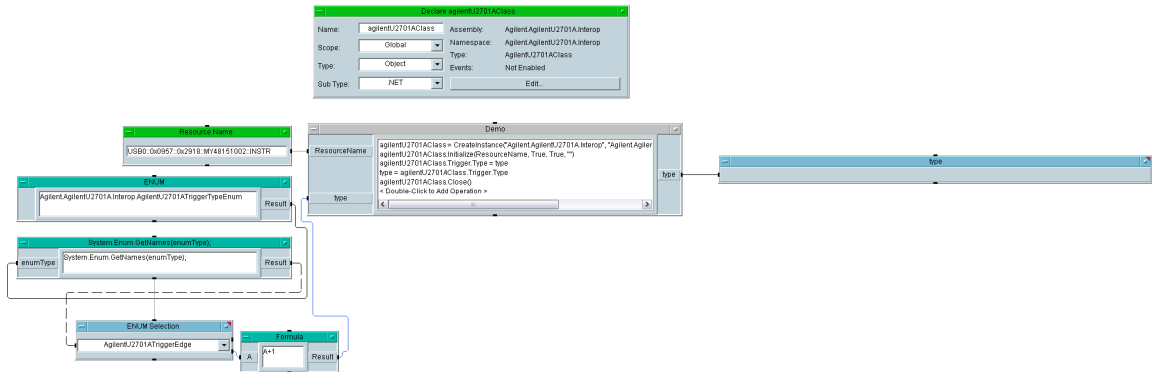 Declare agilentU2701AClass
Name: agilentU2701AClass Assembly: Agilent.AgilentU2701A.Interop
Scope: Global Namespace: Agilent.AgilentU2701A.Interop
Type: Object Type: AgilentU2701AClass
Events: Not Enabled
Sub Type: .NET Edit...
Resource Name
USB0::0x0957::0x2918::MY48151002::INSTR
Demo
ResourceName
type
agilentU2701AClass = CreateInstance("Agilent.AgilentU2701A.Interop", "Agilent.Agiler
agilentU2701AClass.Initialize(ResourceName, True, True, "")
agilentU2701AClass.Trigger.Type = type
type = agilentU2701AClass.Trigger.Type
agilentU2701AClass.Close()
< Double-Click to Add Operation >
type
type
ENUM
Agilent.AgilentU2701A.Interop.AgilentU2701ATriggerTypeEnum
Result
System.Enum.GetNames(enumType);
enumType
System.Enum.GetNames(enumType);
Result
ENUM Selection
AgilentU2701ATriggerEdge
Formula
A
A+1
Result